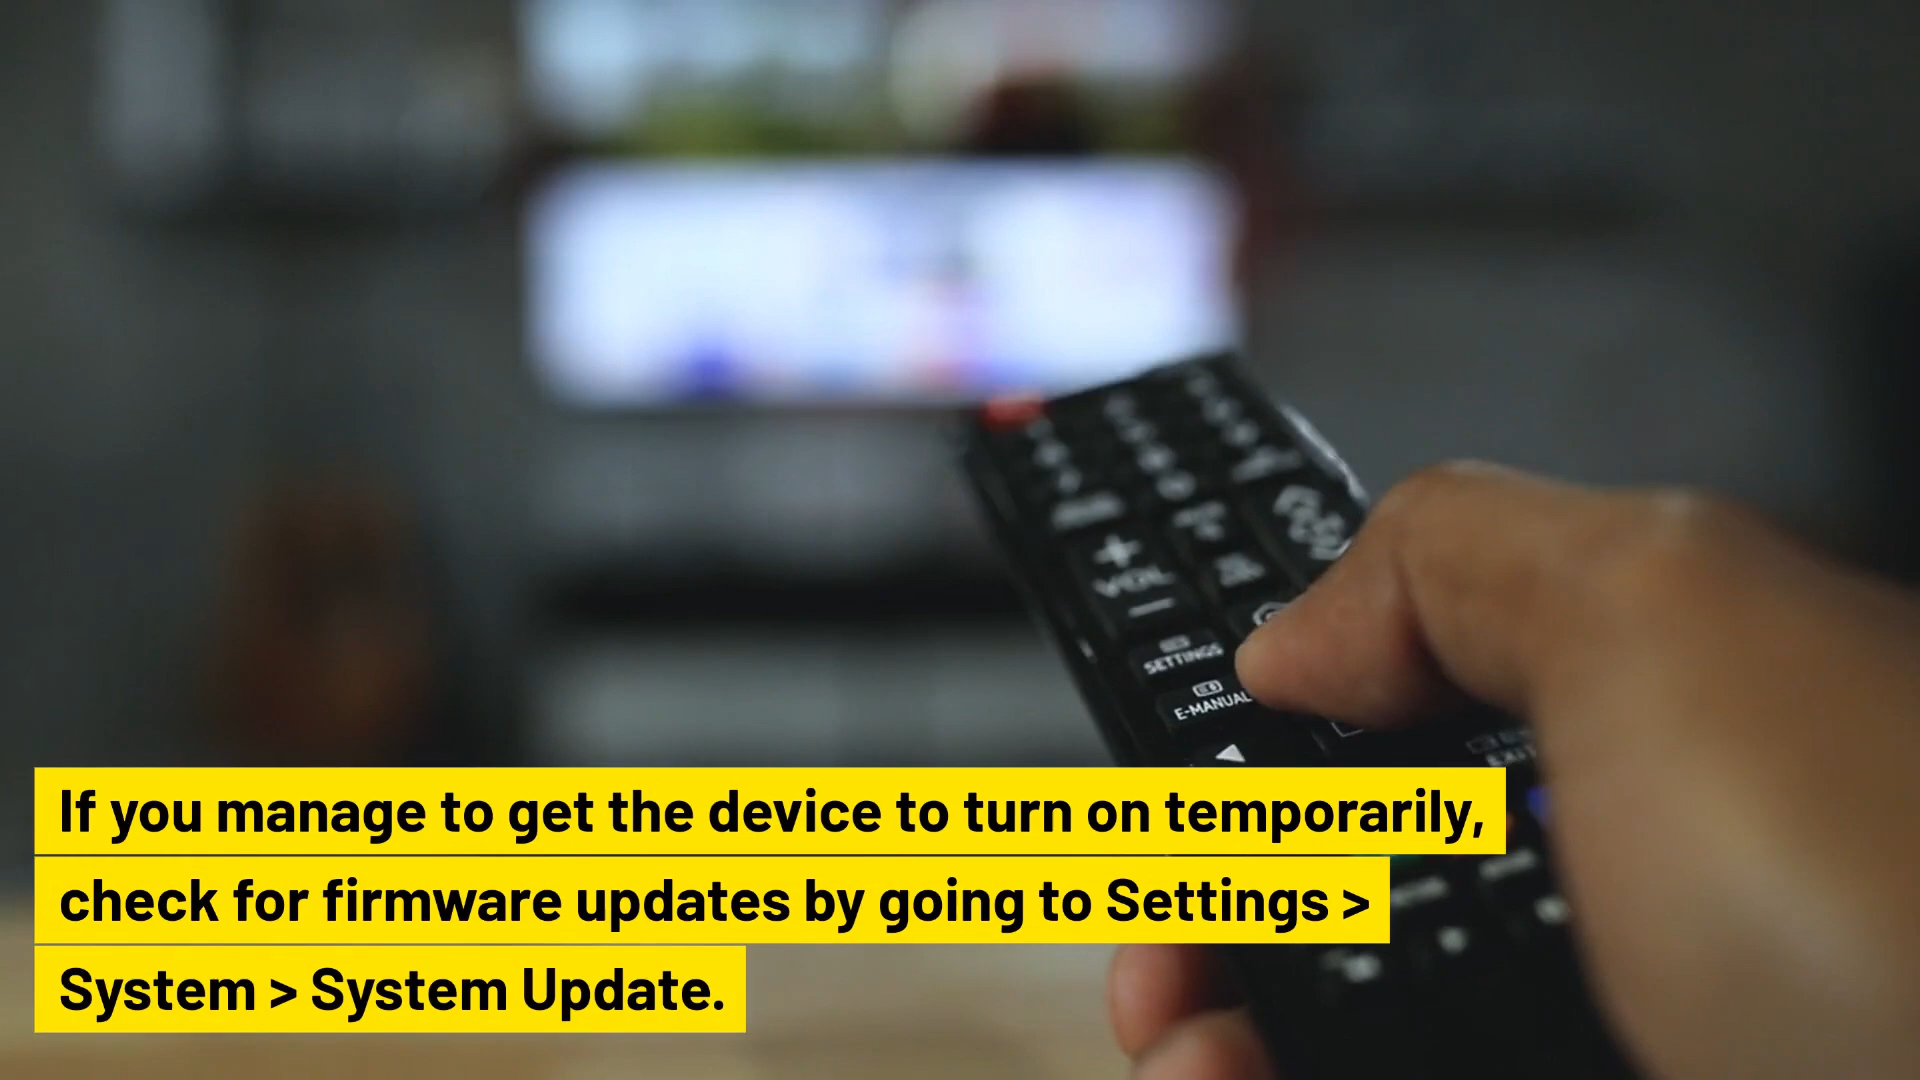 +
VOL
SETTINGS
E-MANUAL
If you manage to get the device to turn on temporarily,
check for firmware updates by going to Settings >
System > System Update.